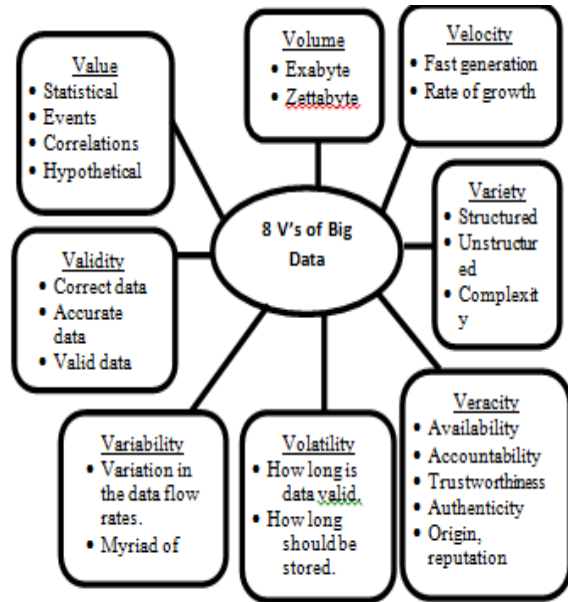 Volume
• Exabyte
• Zettabyte
Velocity
• Fast generation
• Rate of growth
Value
• Statistical
• Events
• Correlations
• Hypothetical
8 V's of Big
Data
Variety
• Structured
• Unstructur
ed
• Complexit
y
Validity
• Correct data
• Accurate
data
• Valid data
Variability
• Variation in
the data flow
rates.
• Myriad of
Volatility
• How long is
data valid.
• How long
should be
stored.
Veracity
• Availability
• Accountability
• Trustworthiness
• Authenticity
• Origin,
reputation